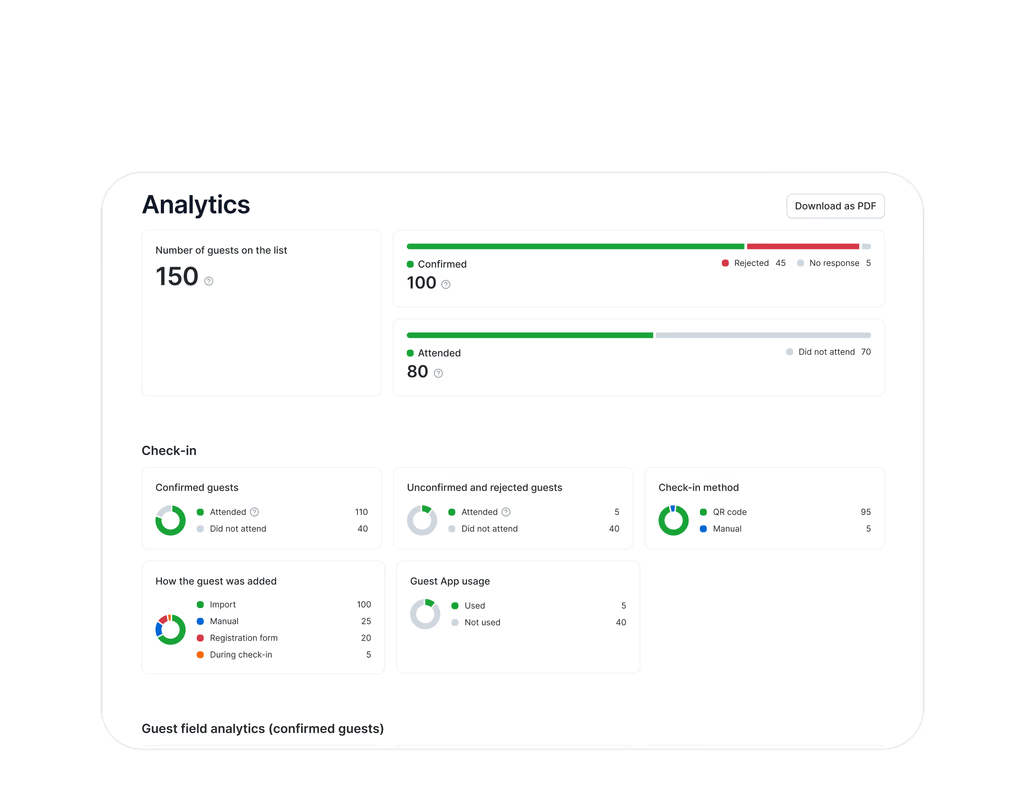 Analytics
Download as PDF
Number of guests on the list
150
Confirmed
100
Rejected 45
No response 5
Attended
80
Did not attend 70
Check-in
Confirmed guests
Attended 110
Did not attend 40
Unconfirmed and rejected guests
Attended 5
Did not attend 40
Check-in method
QR code 95
Manual 5
How the guest was added
Import 100
Manual 25
Registration form 20
During check-in 5
Guest App usage
Used 5
Not used 40
Guest field analytics (confirmed guests)